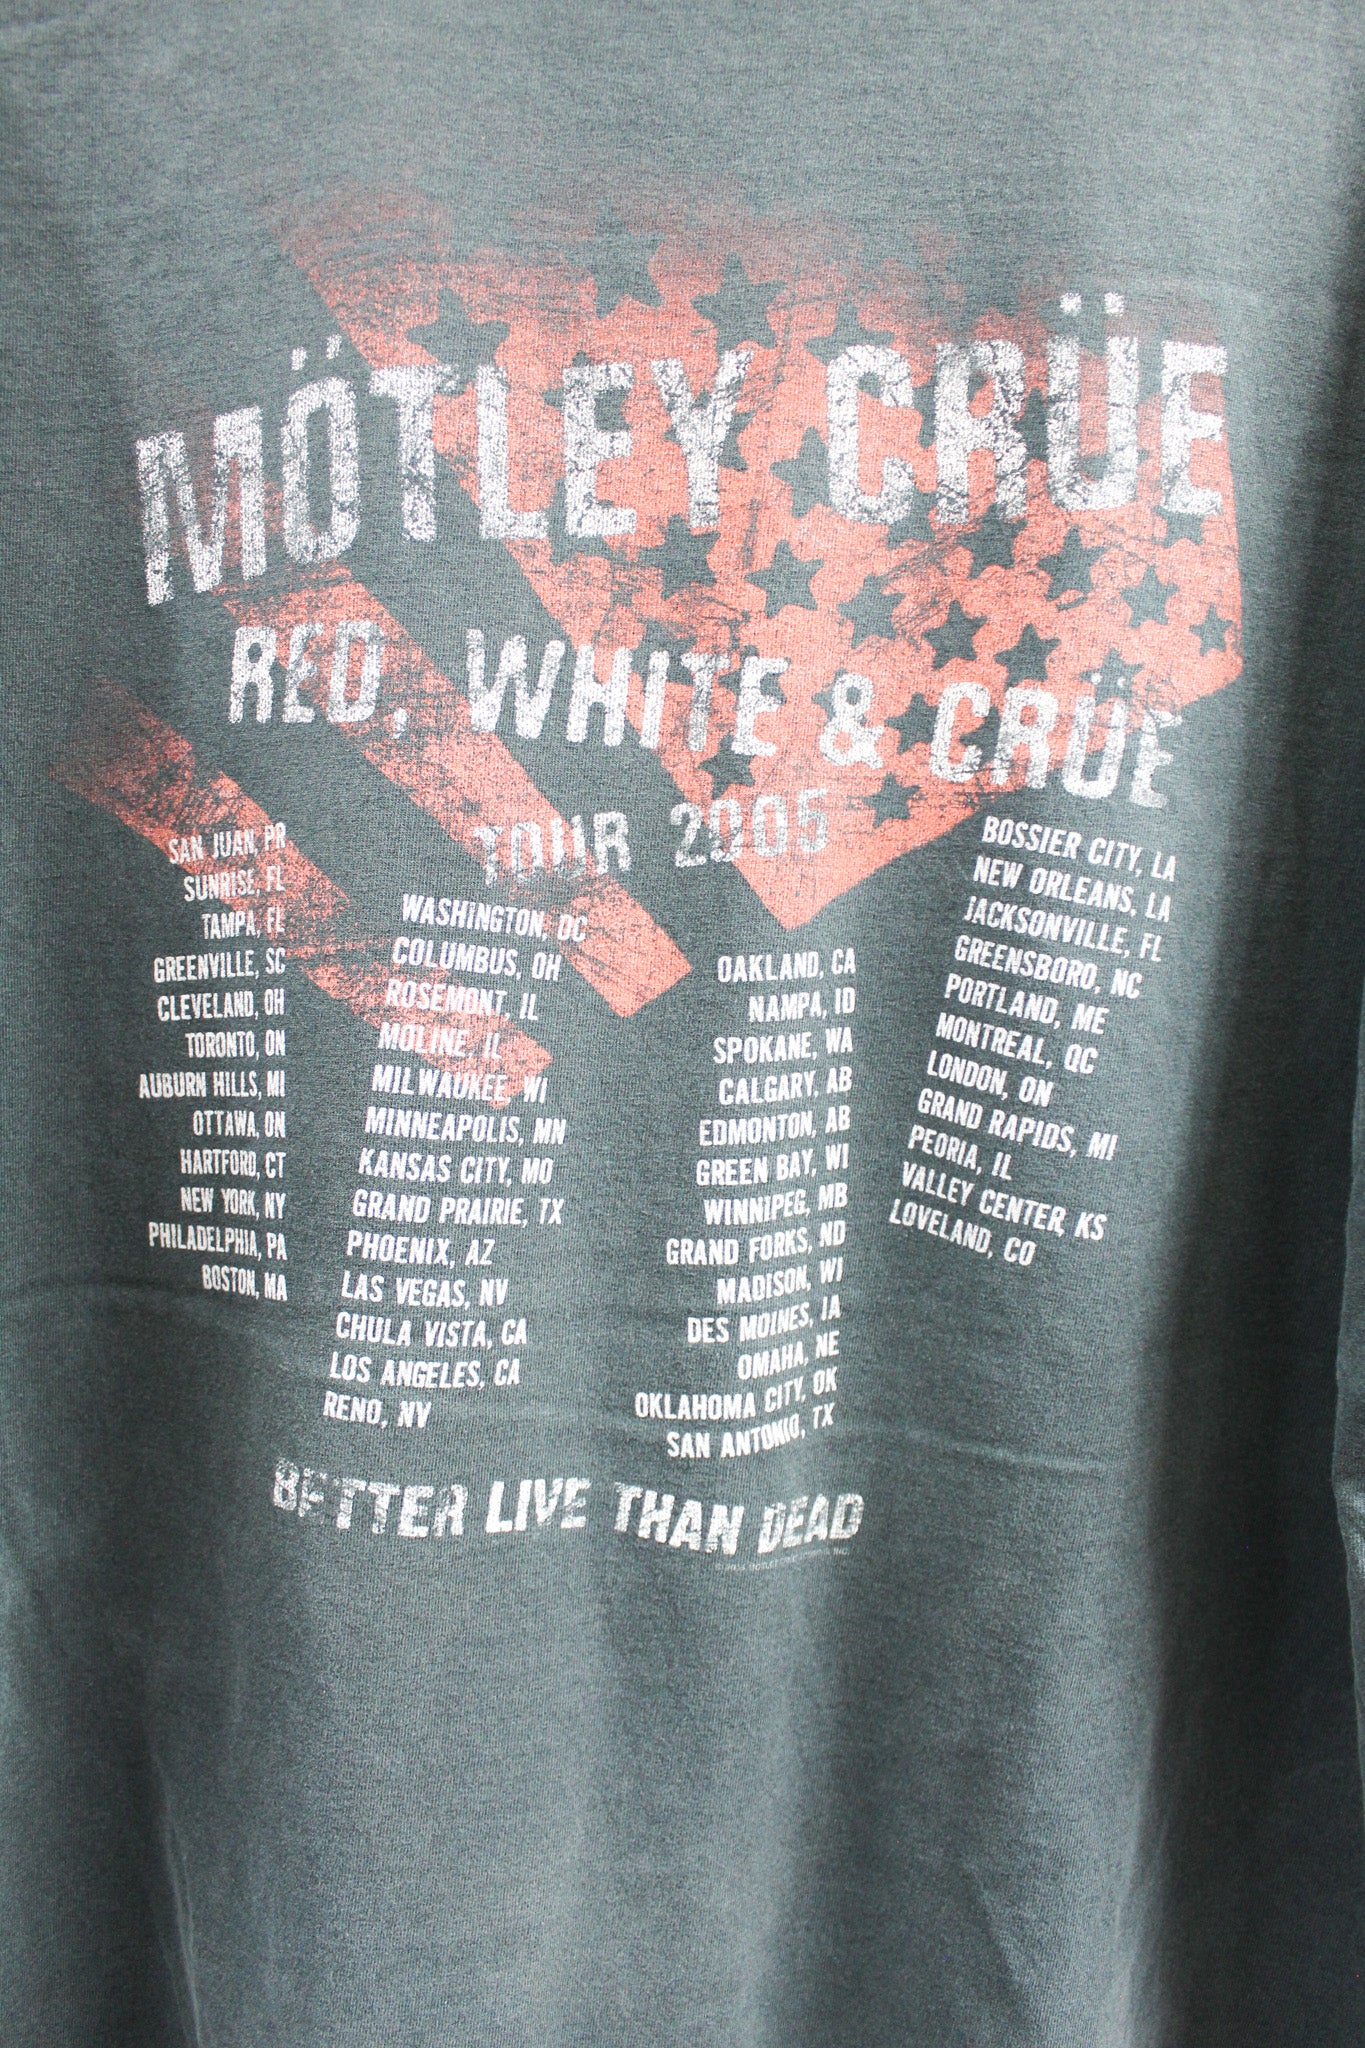 MÖTLEY CRÜE
RED, WHITE & CRÜE
TOUR 2005
SAN JUAN, PR
SUNRISE, FL
TAMPA, FL
GREENVILLE, SC
CLEVELAND, OH
TORONTO, ON
AUBURN HILLS, MI
OTTAWA, ON
HARTFORD, CT
NEW YORK, NY
PHILADELPHIA, PA
BOSTON, MA
WASHINGTON, DC
COLUMBUS, OH
ROSEMONT, IL
MOLINE, IL
MILWAUKEE, WI
MINNEAPOLIS, MN
KANSAS CITY, MO
GRAND PRAIRIE, TX
PHOENIX, AZ
LAS VEGAS, NV
CHULA VISTA, CA
LOS ANGELES, CA
RENO, NV
OAKLAND, CA
NAMPA, ID
SPOKANE, WA
CALGARY, AB
EDMONTON, AB
GREEN BAY, WI
WINNIPEG, MB
GRAND FORKS, ND
MADISON, WI
DES MOINES, IA
OMAHA, NE
OKLAHOMA CITY, OK
SAN ANTONIO, TX
BOSSIER CITY, LA
NEW ORLEANS, LA
JACKSONVILLE, FL
GREENSBORO, NC
PORTLAND, ME
MONTREAL, QC
LONDON, ON
GRAND RAPIDS, MI
PEORIA, IL
VALLEY CENTER, KS
LOVELAND, CO
BETTER LIVE THAN DEAD